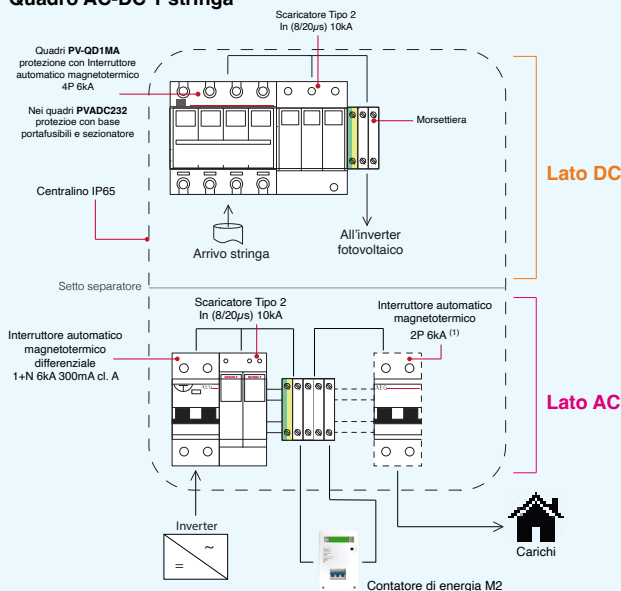 Quadro AC-DC 1 stringa
Scaricatore Tipo 2
In (8/20µs) 10kA
Quadri PV-QD1MA
protezione con Interruttore
automatico magnetotermico
4P 6kA
Nei quadri PVADC232
protezioe con base
portafusibili e sezionatore
Morsettiera
Lato DC
Centralino IP65
Arrivo stringa
All'inverter
fotovoltaico
Setto separatore
Scaricatore Tipo 2
In (8/20µs) 10kA
Interruttore automatico
magnetotermico
2P 6kA (1)
Interruttore automatico
magnetotermico
differenziale
1+N 6kA 300mA cl. A
AEG
AEG
Lato AC
Inverter
~
=
Carichi
Contatore di energia M2